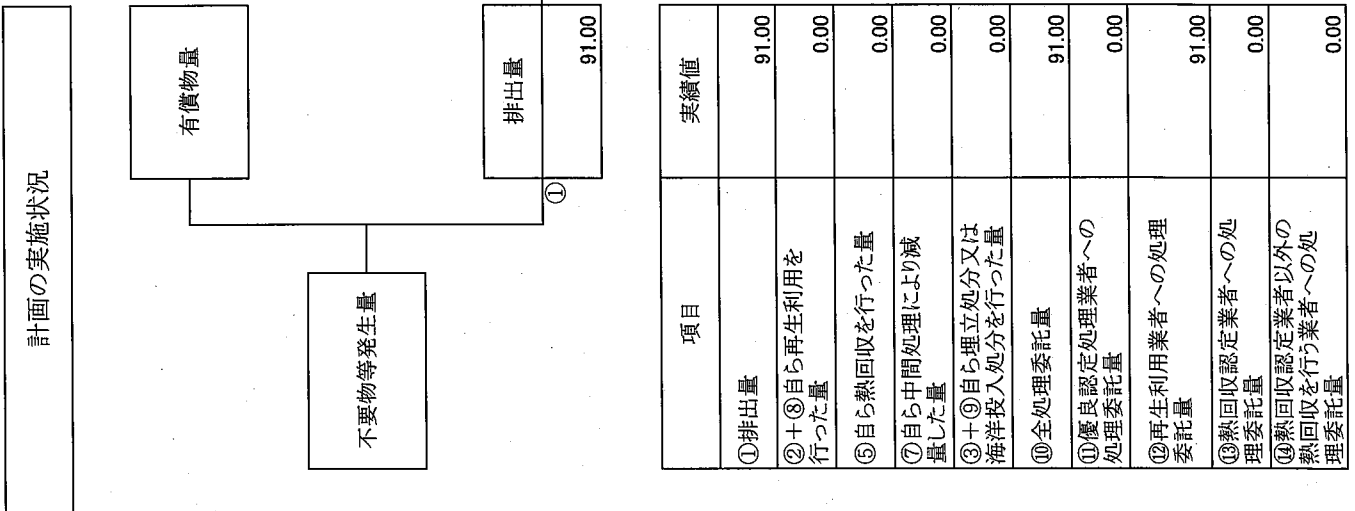 計画の実施状況
有償物量
不要物等発生量
排出量
①
91.00
項目
実績値
①排出量
91.00
②+⑧自ら再生利用を
行った量
0.00
⑤自ら熱回収を行った量
0.00
⑦自ら中間処理により減
量した量
0.00
③+⑨自ら埋立処分又は
海洋投入処分を行った量
0.00
⑩全処理委託量
91.00
⑪優良認定処理業者への
処理委託量
0.00
⑫再生利用業者への処理
委託量
91.00
⑬熱回収認定業者への処
理委託量
0.00
⑭熱回収認定業者以外の
熱回収を行う業者への処
理委託量
0.00